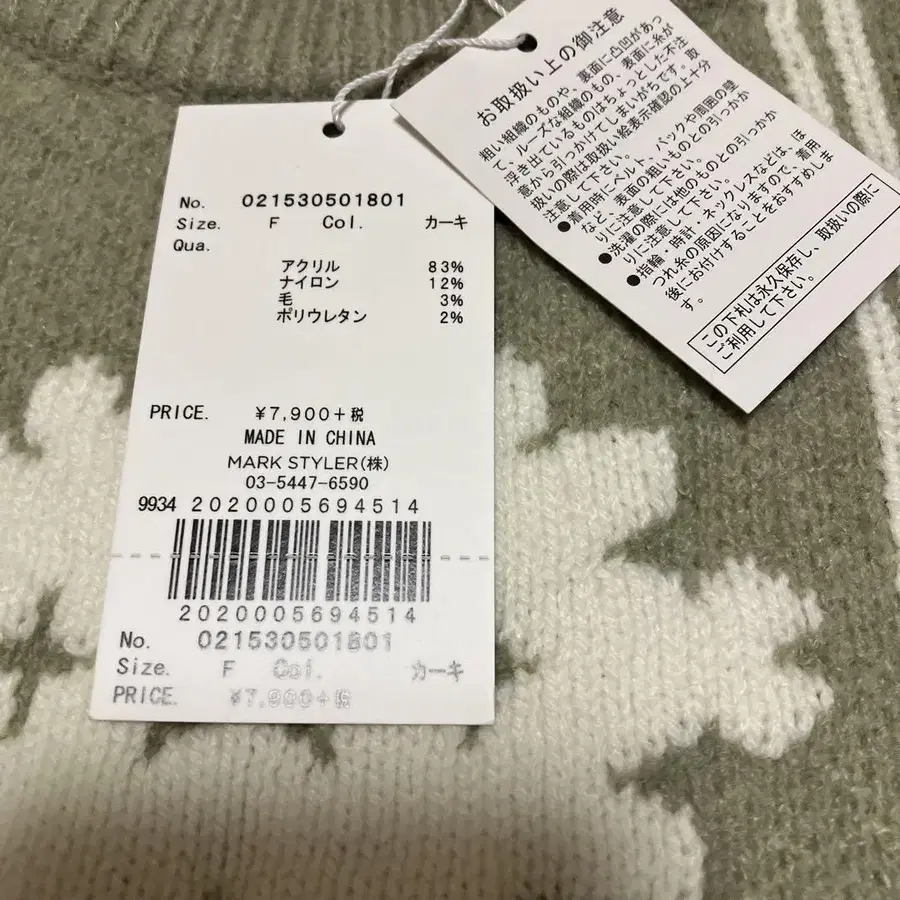 No. 021530501801
Size. F Col. カーキ
Qua.
アクリル 83%
ナイロン 12%
毛 3%
ポリウレタン 2%
PRICE. ¥7,900+税
MADE IN CHINA
MARK STYLER(株)
03-5447-6590
9934 2020005694514
2020005694514
No. 021530501801
Size. F Col. カーキ
PRICE. ¥7,900+税
お取扱い上の御注意
粗い組織のものや、裏面に凸凹があっ
て、ルーズな組織のもの、表面に糸が
浮き出ているものはちょっとした不注
意から引っかけてしまいがちです。取
扱いの際は取扱い絵表示確認の上十分
注意して下さい。
●着用時にベルト、バックや周囲の壁
など、表面の粗いものとの引っかか
りに注意して下さい。
●洗濯の際には他のものとの引っかか
りに注意して下さい。
●指輪・時計・ネックレスなどは、ほ
つれ糸の原因になりますので、着用
後にお付けすることをおすすめしま
す。
この下札は永久保存し、取扱いの際に
ご利用して下さい。